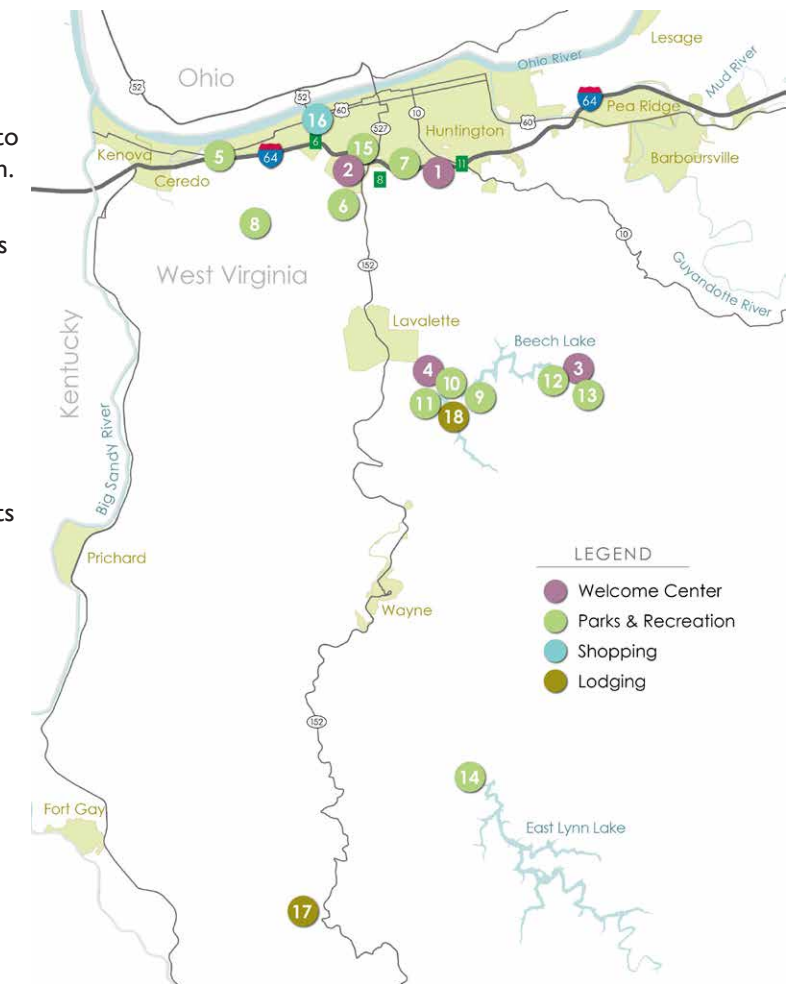 to
n.
s
ts
Lesage
Ohio River
Mud River
Ohio
52
52
60
64
Pea Ridge
10
16
527
Huntington
60
6
Kenova
5
64
15
7
11
Barboursville
Ceredo
2
8
1
6
8
10
West Virginia
152
Guyandotte River
Kentucky
Lavalette
Beech Lake
4
3
10
12
11
9
13
18
Big Sandy River
Prichard
LEGEND
Welcome Center
Parks & Recreation
Shopping
Lodging
Wayne
152
14
Fort Gay
East Lynn Lake
17